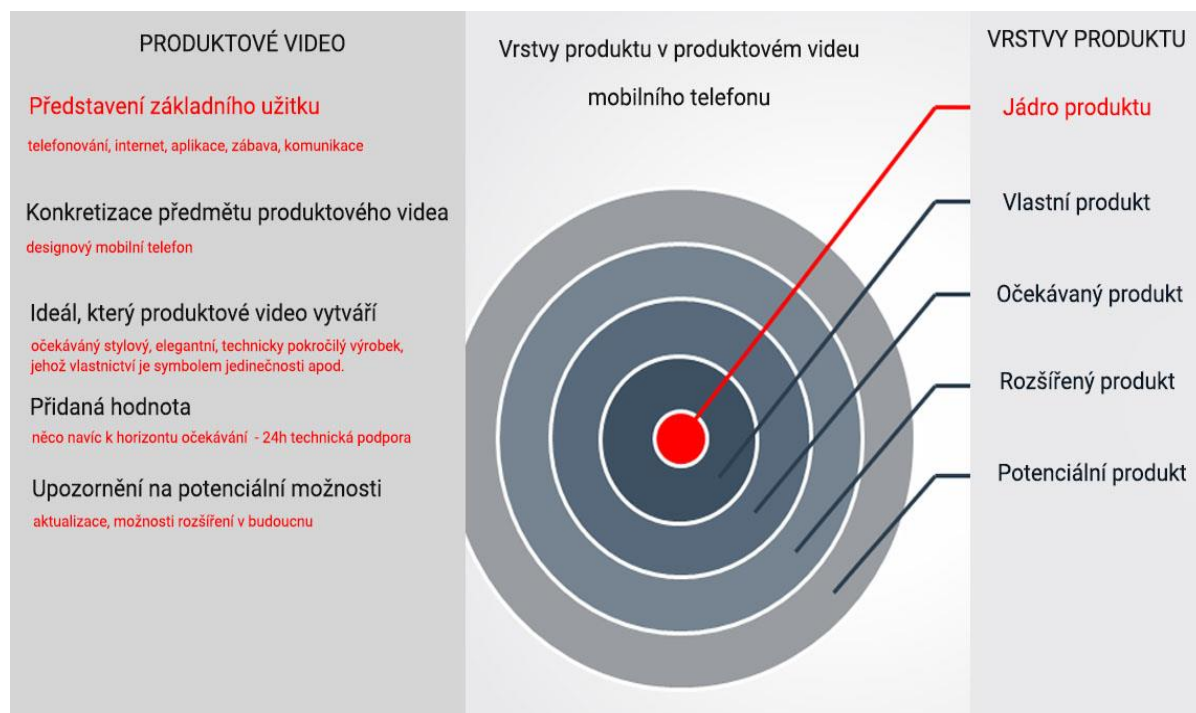 PRODUKTOVÉ VIDEO
Představení základního užitku
telefonování, internet, aplikace, zábava, komunikace
Konkretizace předmětu produktového videa
designový mobilní telefon
Ideál, který produktové video vytváří
očekáváný stylový, elegantní, technicky pokročilý výrobek,
jehož vlastnictví je symbolem jedinečnosti apod.
Přidaná hodnota
něco navíc k horizontu očekávání - 24h technická podpora
Upozornění na potenciální možnosti
aktualizace, možnosti rozšíření v budoucnu
Vrstvy produktu v produktovém videu
mobilního telefonu
VRSTVY PRODUKTU
Jádro produktu
Vlastní produkt
Očekávaný produkt
Rozšířený produkt
Potenciální produkt